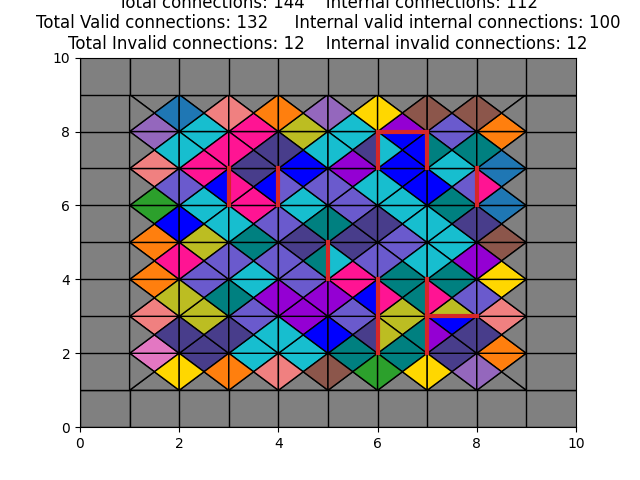 Total connections: 144    Internal connections: 112
Total Valid connections: 132     Internal valid internal connections: 100
Total Invalid connections: 12    Internal invalid connections: 12
10
8
6
4
2
0
0 2 4 6 8 10